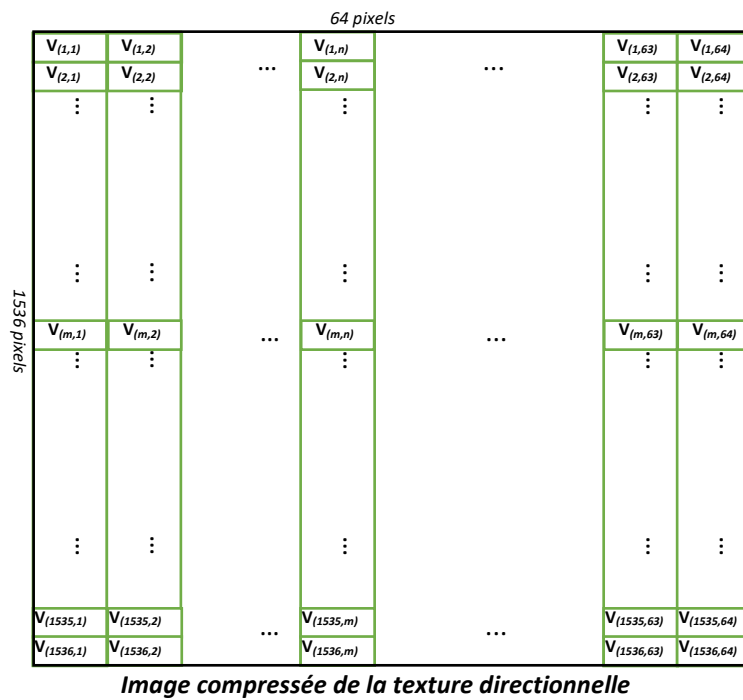 64 pixels
V(1,1) V(1,2) V(1,n) V(1,63) V(1,64)
... ...
V(2,1) V(2,2) V(2,n) V(2,63) V(2,64)
⋮ ⋮ ⋮ ⋮ ⋮
⋮ ⋮ ⋮ ⋮ ⋮
1536 pixels
V(m,1) V(m,2) ... V(m,n) ... V(m,63) V(m,64)
⋮ ⋮ ⋮ ⋮ ⋮
⋮ ⋮ ⋮ ⋮ ⋮
V(1535,1) V(1535,2) V(1535,m) V(1535,63) V(1535,64)
... ...
V(1536,1) V(1536,2) V(1536,m) V(1536,63) V(1536,64)
Image compressée de la texture directionnelle